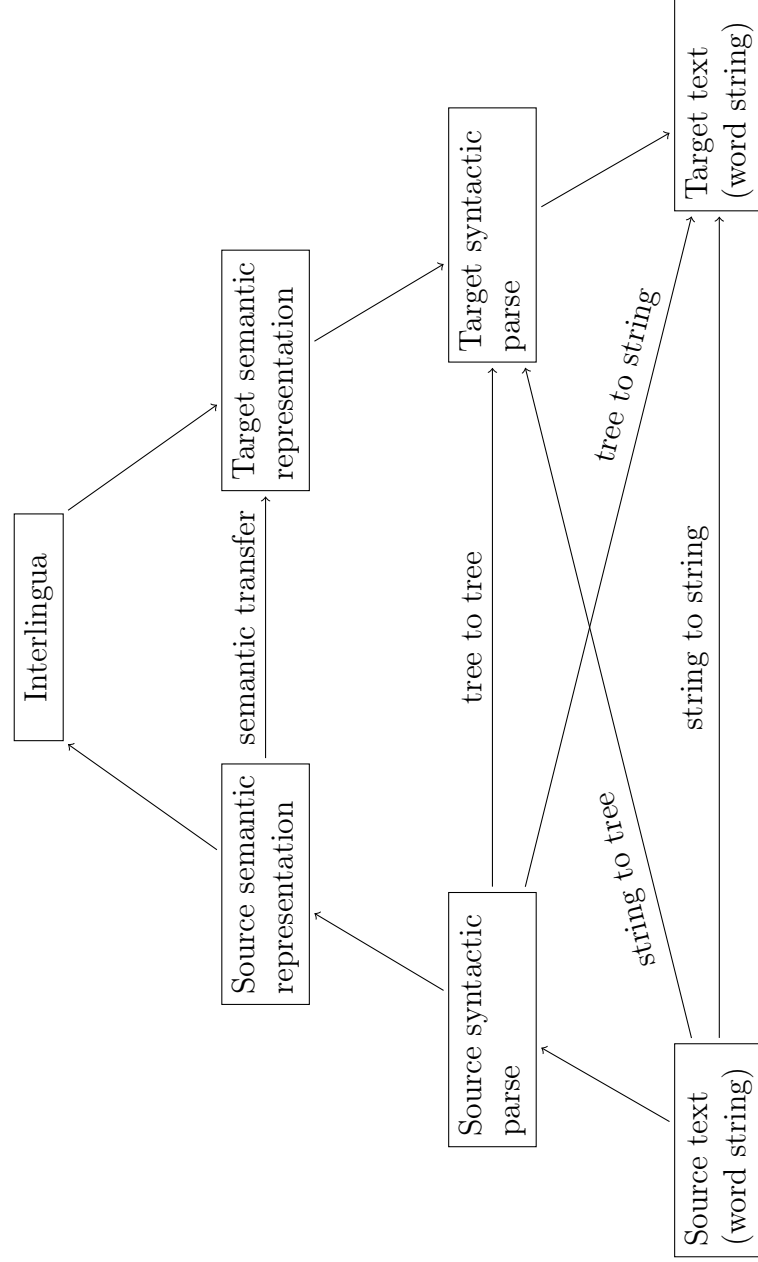 Interlingua
Source semantic
representation
semantic transfer
Target semantic
representation
Source syntactic
parse
tree to tree
Target syntactic
parse
string to tree
tree to string
Source text
(word string)
string to string
Target text
(word string)